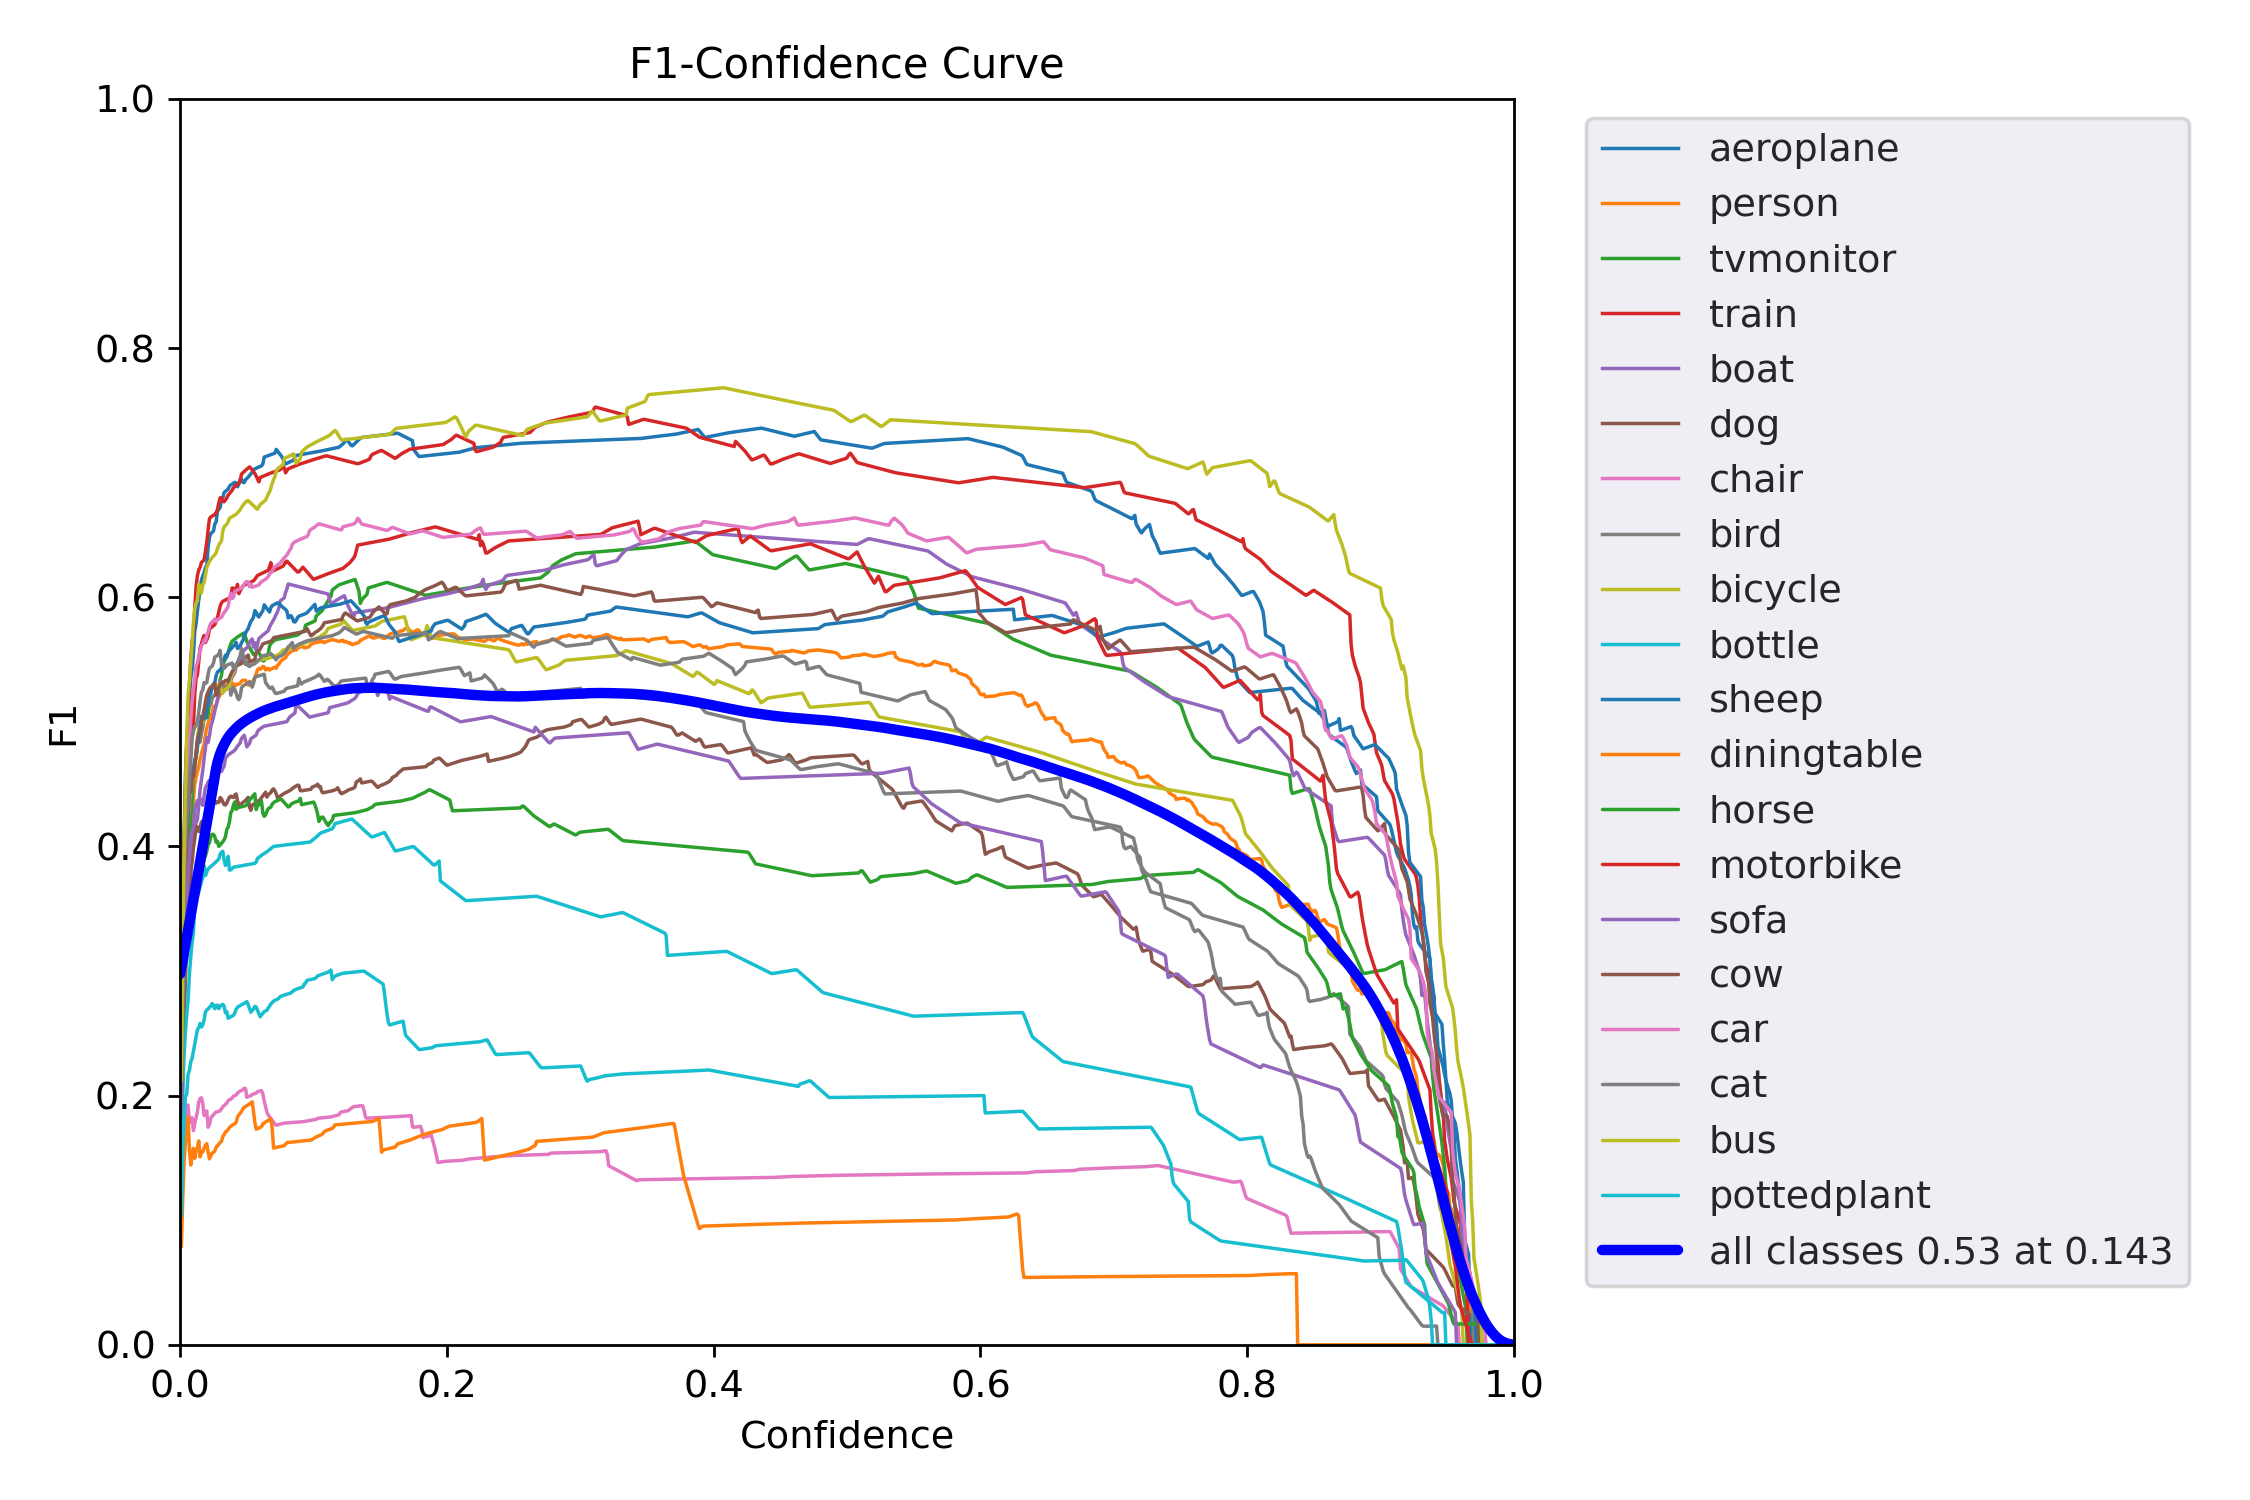 F1-Confidence Curve
1.0
0.8
0.6
0.4
0.2
0.0
F1
0.0 0.2 0.4 0.6 0.8 1.0
Confidence
aeroplane
person
tvmonitor
train
boat
dog
chair
bird
bicycle
bottle
sheep
diningtable
horse
motorbike
sofa
cow
car
cat
bus
pottedplant
all classes 0.53 at 0.143